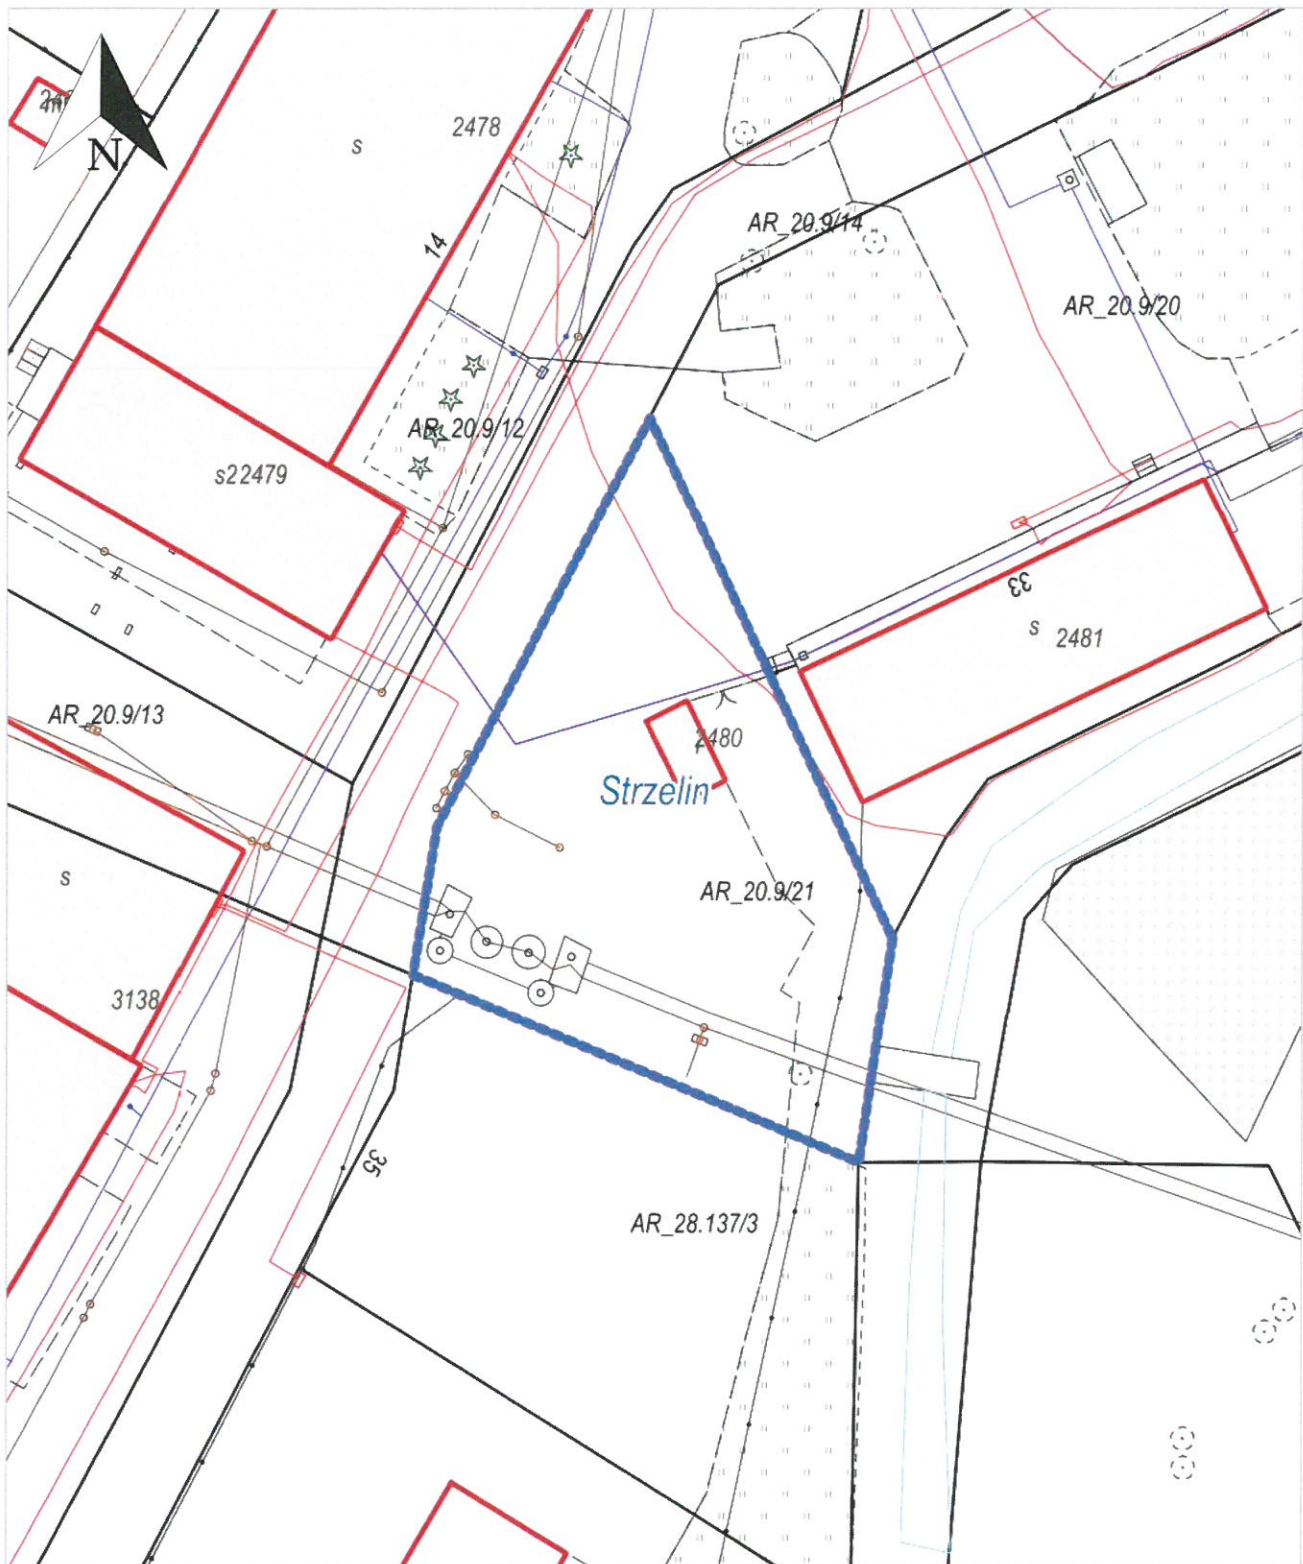 N
s
2478
14
AR_20.9/14
AR_20.9/20
AR_20.9/12
s22479
33
s
2481
AR_20.9/13
2480
Strzelin
s
AR_20.9/21
3138
35
AR_28.137/3